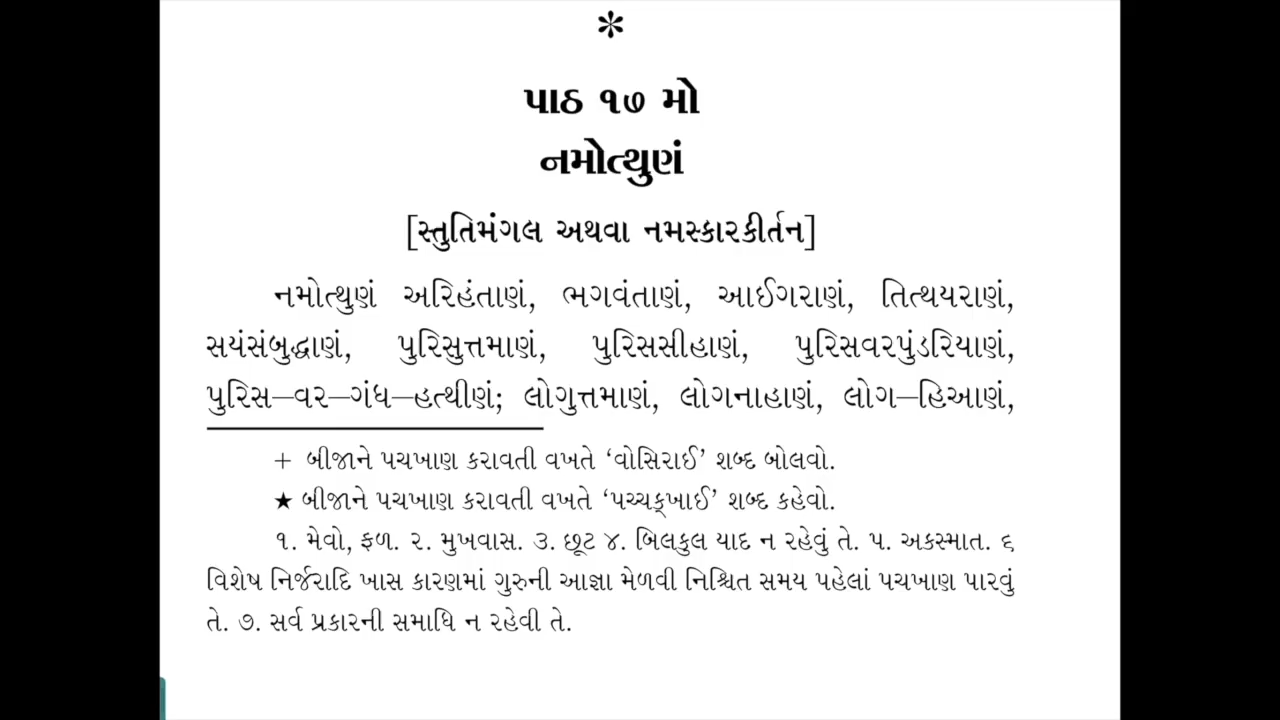 *
પાઠ ૧૭ મો
નમોત્થુણં
[સ્તુતિમંગલ અથવા નમસ્કારકીર્તન]
નમોત્થુણં અરિહંતાણં, ભગવંતાણં, આઈગરાણં, તિત્થયરાણં,
સયંસંબુદ્ધાણં, પુરિસુત્તમાણં, પુરિસસીહાણં, પુરિસવરપુંડરિયાણં,
પુરિસ–વર–ગંધ–હત્થીણં; લોગુત્તમાણં, લોગનાહાણં, લોગ–હિઆણં,
+ બીજાને પચખાણ કરાવતી વખતે ‘વોસિરાઈ’ શબ્દ બોલવો.
★ બીજાને પચખાણ કરાવતી વખતે ‘પચ્ચક્ખાઈ’ શબ્દ કહેવો.
૧. મેવો, ફળ. ૨. મુખવાસ. ૩. છૂટ ૪. બિલકુલ યાદ ન રહેવું તે. ૫. અકસ્માત. ૬
વિશેષ નિર્જરાદિ ખાસ કારણમાં ગુરુની આજ્ઞા મેળવી નિશ્ચિત સમય પહેલાં પચખાણ પારવું
તે. ૭. સર્વ પ્રકારની સમાધિ ન રહેવી તે.